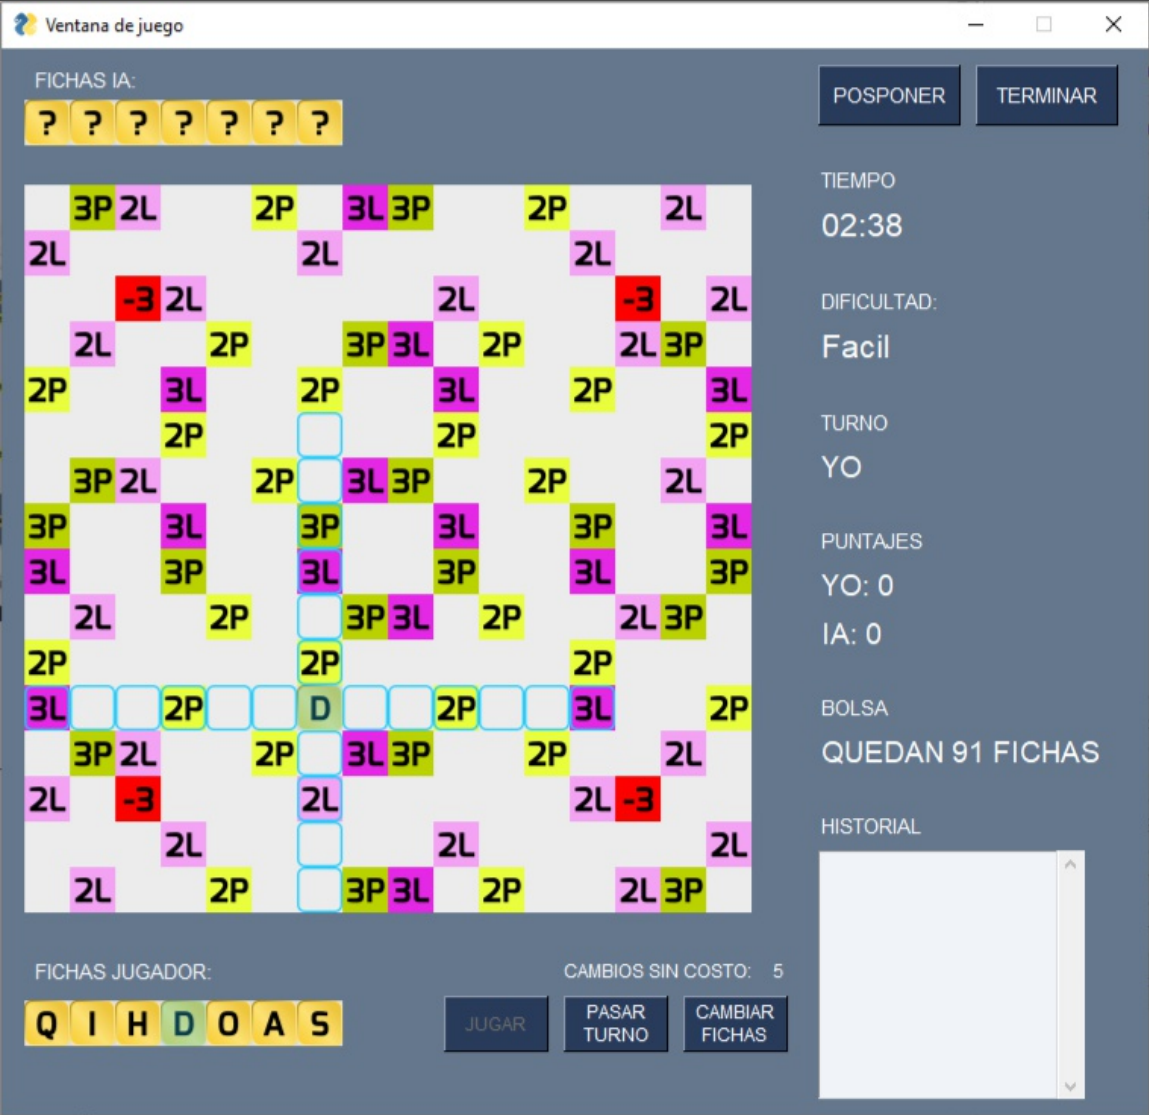 Ventana de juego
FICHAS IA:
? ? ? ? ? ? ?
POSPONER TERMINAR
3P 2L 2P 3L 3P 2P 2L
2L 2L 2L
-3 2L 2L -3 2L
2L 2P 3P 3L 2P 2L 3P
2P 3L 2P 3L 2P 3L
2P 2P 2P
3P 2L 2P 3L 3P 2P 2L
3P 3L 3P 3L 3P 3L
3L 3P 3L 3P 3L 3P
2L 2P 3P 3L 2P 2L 3P
2P 2P 2P
3L 2P D 2P 3L 2P
3P 2L 2P 3L 3P 2P 2L
2L -3 2L 2L -3
2L 2L 2L
2L 2P 3P 3L 2P 2L 3P
TIEMPO
02:38
DIFICULTAD:
Facil
TURNO
YO
PUNTAJES
YO: 0
IA: 0
BOLSA
QUEDAN 91 FICHAS
HISTORIAL
FICHAS JUGADOR:
Q I H D O A S
CAMBIOS SIN COSTO: 5
JUGAR
PASAR
TURNO
CAMBIAR
FICHAS